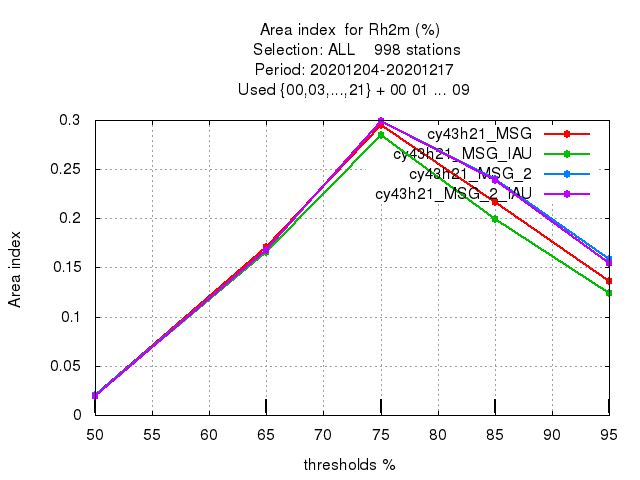 Area index for Rh2m (%)
Selection: ALL 998 stations
Period: 20201204-20201217
Used {00,03,...,21} + 00 01 ... 09
0.3
0.25
0.2
0.15
0.1
0.05
0
Area index
cy43h21_MSG
cy43h21_MSG_IAU
cy43h21_MSG_2
cy43h21_MSG_2_IAU
50 55 60 65 70 75 80 85 90 95
thresholds %